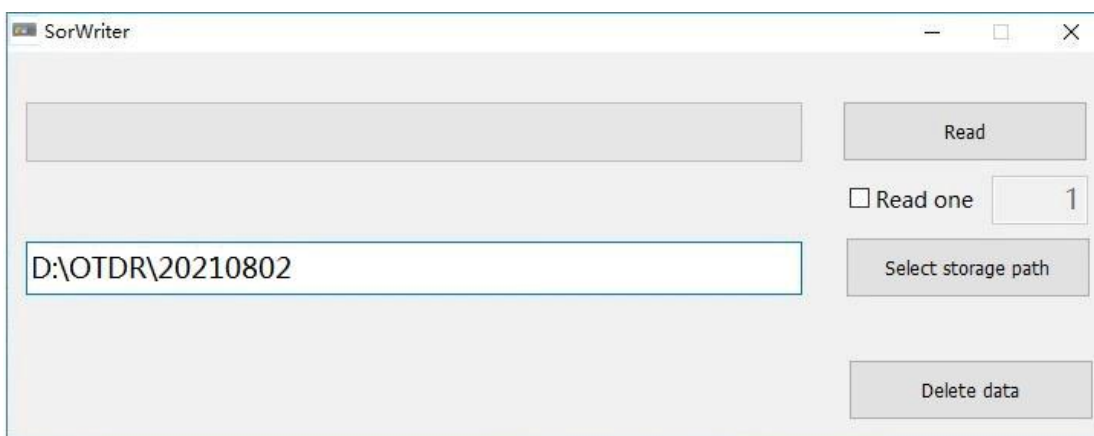 SorWriter
Read
Read one 1
D:\OTDR\20210802
Select storage path
Delete data